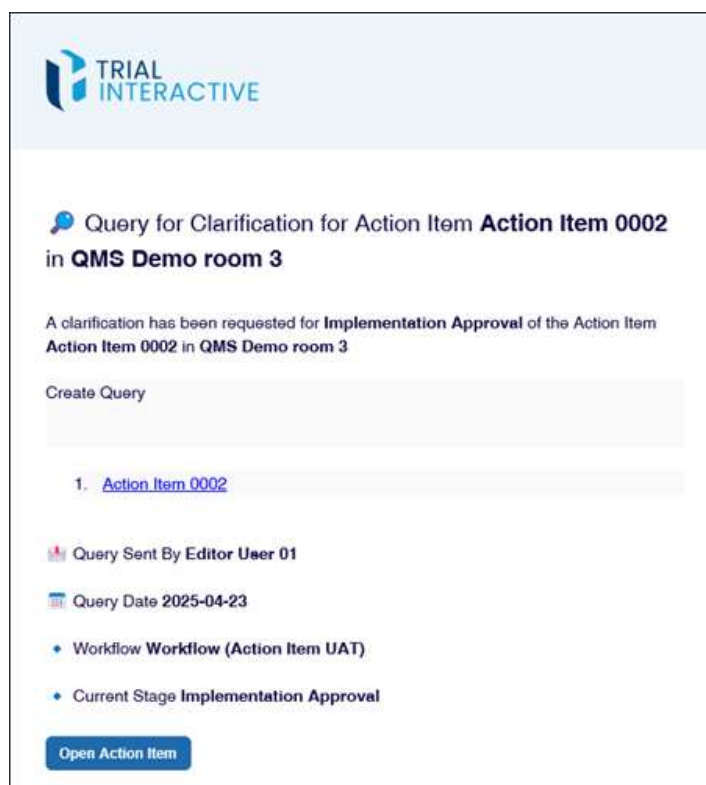 TRIAL
INTERACTIVE
Query for Clarification for Action Item Action Item 0002
in QMS Demo room 3
A clarification has been requested for Implementation Approval of the Action Item
Action Item 0002 in QMS Demo room 3
Create Query
1. Action Item 0002
Query Sent By Editor User 01
Query Date 2025-04-23
• Workflow Workflow (Action Item UAT)
• Current Stage Implementation Approval
Open Action Item